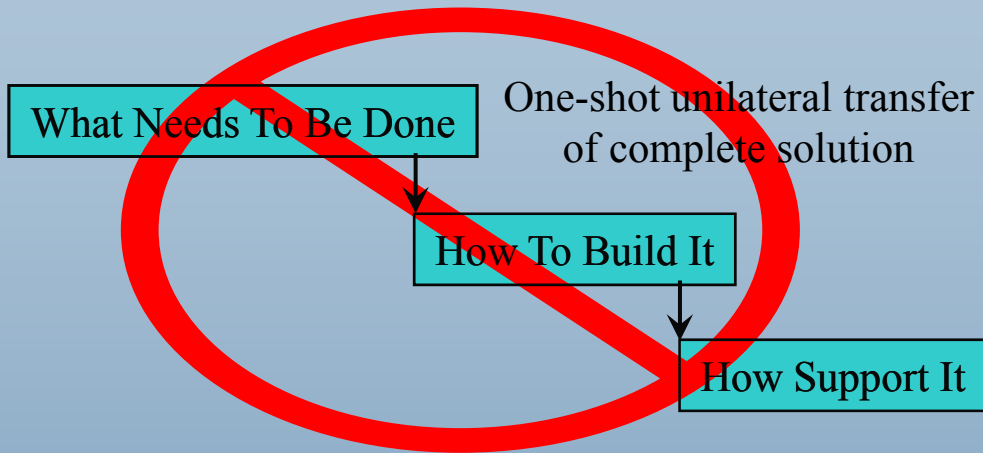 What Needs To Be Done
One-shot unilateral transfer
of complete solution
How To Build It
How Support It